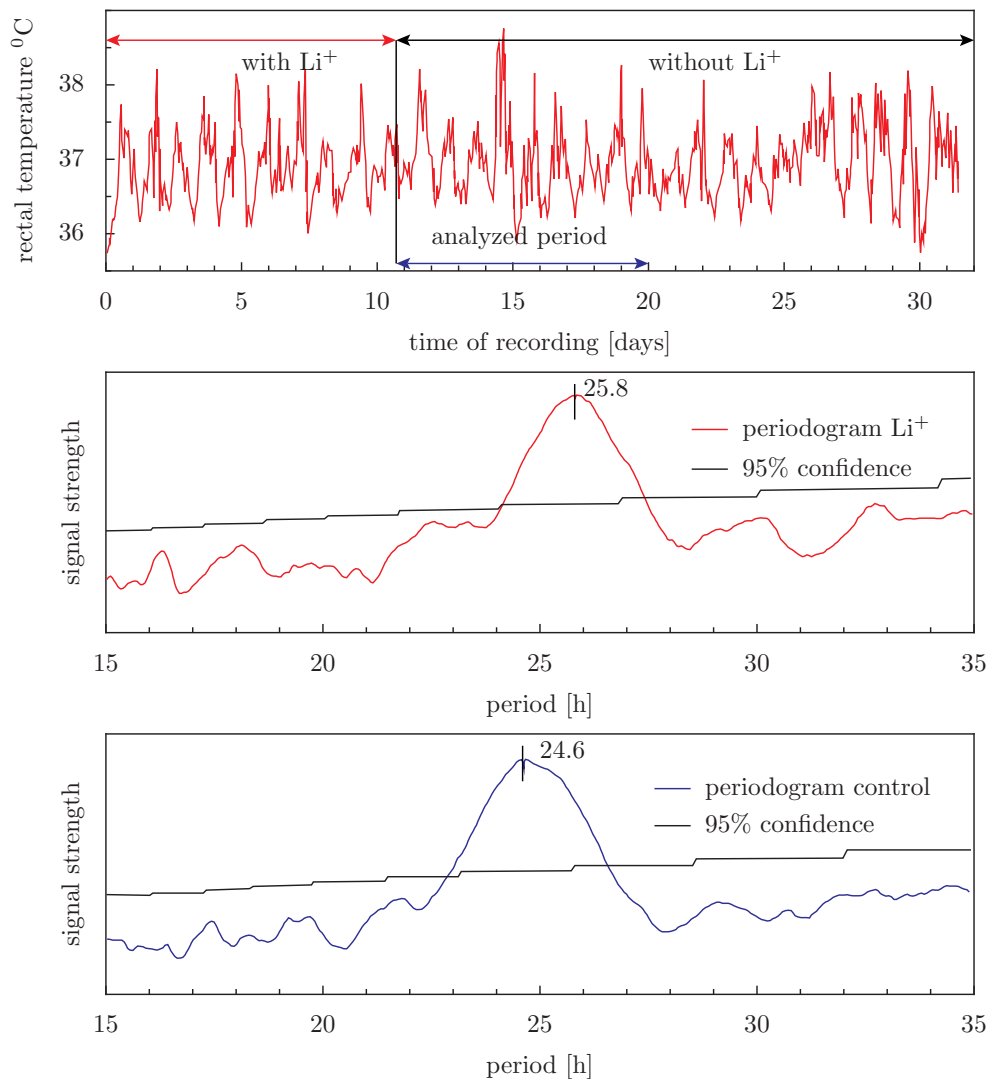 rectal temperature ⁰C
38
37
36
with Li⁺
without Li⁺
analyzed period
0 5 10 15 20 25 30
time of recording [days]
signal strength
25.8
periodogram Li⁺
95% confidence
15 20 25 30 35
period [h]
signal strength
24.6
periodogram control
95% confidence
15 20 25 30 35
period [h]